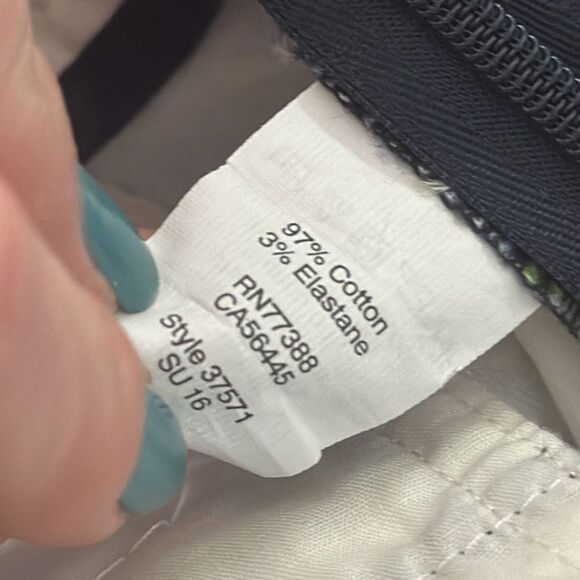 97% Cotton
3% Elastane
RN77388
CA56445
Style 37571
SU 16